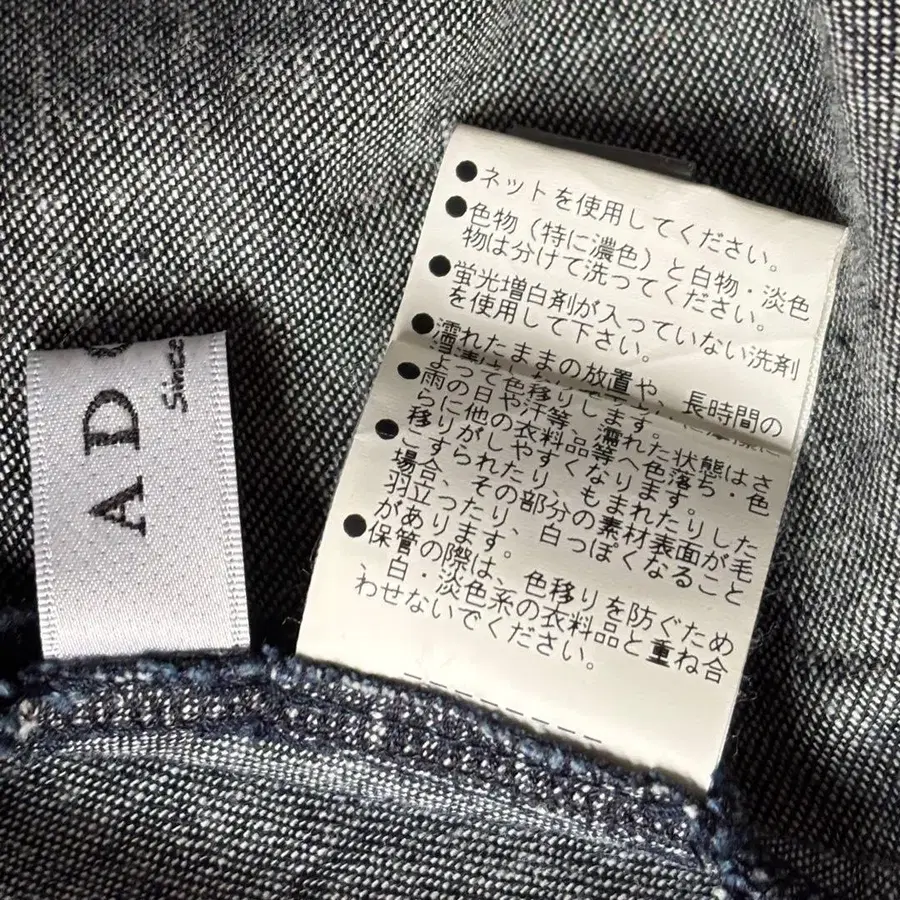 ●ネットを使用してください。
●色物(特に濃色)と白物・淡色
物は分けて洗ってください。
●蛍光増白剤が入っていない洗剤
を使用して下さい。
●濡れたままの放置や、長時間の
よって色移りします。
●雨の日や汗等、濡れた状態はさ
らに他の衣料品等へ色落ち・色
移りがしやすくなります。
●こすられたり、もまれたりした
場合、その部分の素材表面が毛
羽立ったり、白っぽくなること
があります。
●保管の際は、色移りを防ぐため
、白・淡色系の衣料品と重ね合
わせないでください。
A D
Since